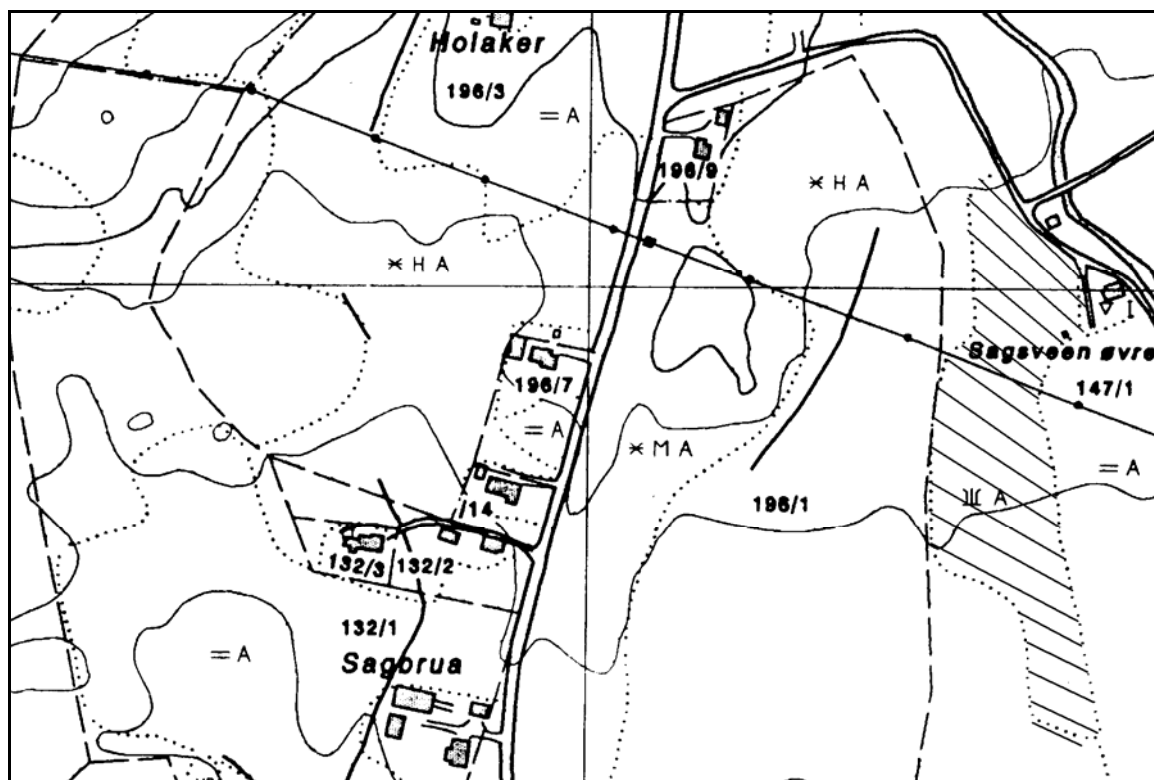 Holaker
196/3
= A
196/9
HA
HA
Sagsveen øvre
147/1
196/7
= A
MA
= A
A
196/1
/14
132/3
132/2
132/1
= A
Sagbrua